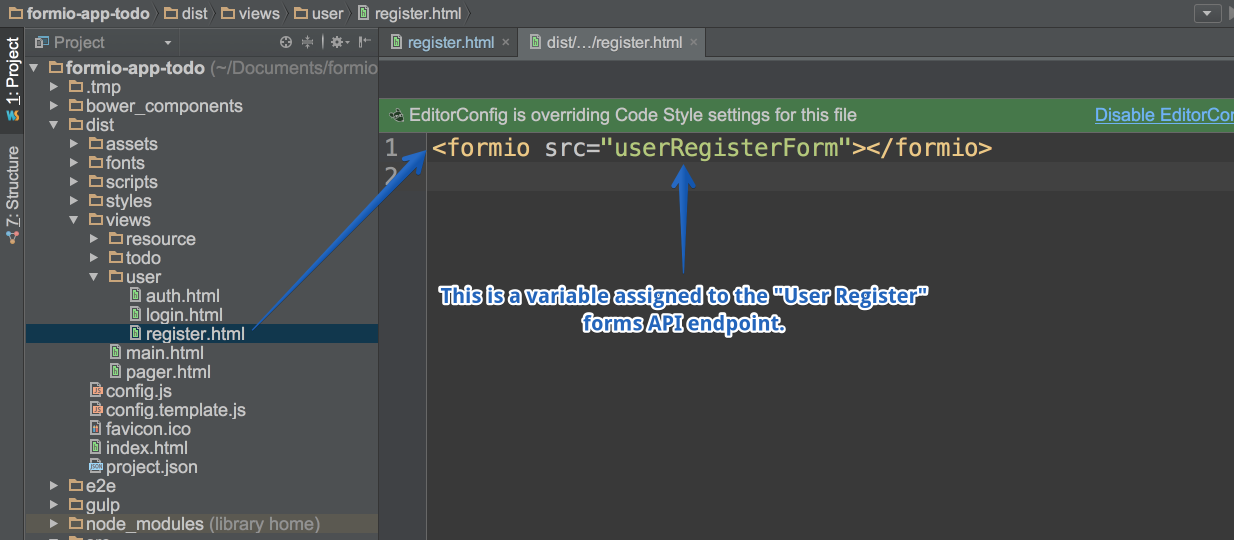 formio-app-todo dist views user register.html
1: Project
7: Structure
Project
register.html dist/.../register.html
formio-app-todo (~/Documents/formio
.tmp
bower_components
dist
assets
fonts
scripts
styles
views
resource
todo
user
auth.html
login.html
register.html
main.html
pager.html
config.js
config.template.js
favicon.ico
index.html
project.json
e2e
gulp
node_modules (library home)
EditorConfig is overriding Code Style settings for this file Disable EditorCon
1 <formio src="userRegisterForm"></formio>
2
This is a variable assigned to the "User Register"
forms API endpoint.